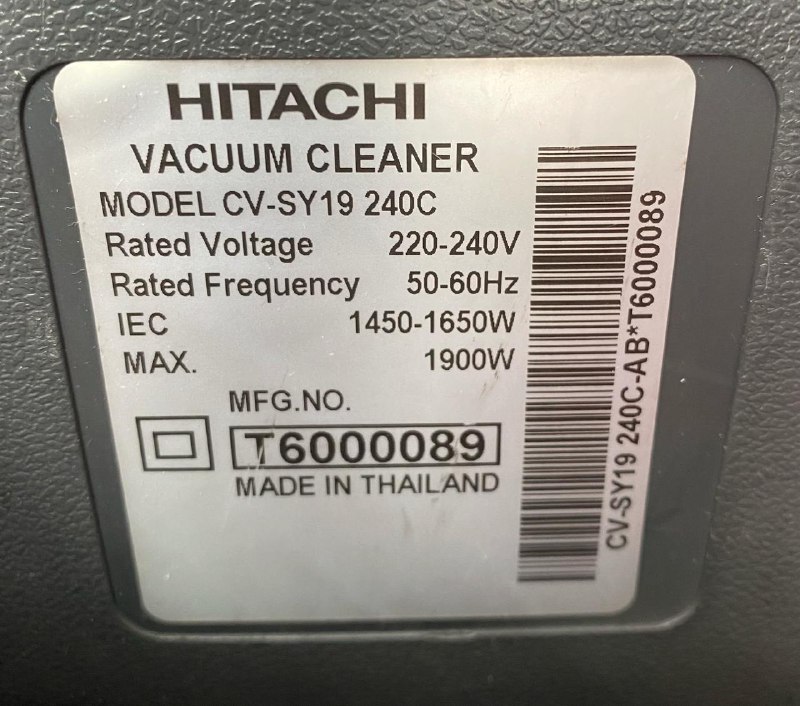 HITACHI
VACUUM CLEANER
MODEL CV-SY19 240C
Rated Voltage 220-240V
Rated Frequency 50-60Hz
IEC 1450-1650W
MAX. 1900W
MFG.NO.
T6000089
MADE IN THAILAND
CV-SY19 240C-AB*T6000089